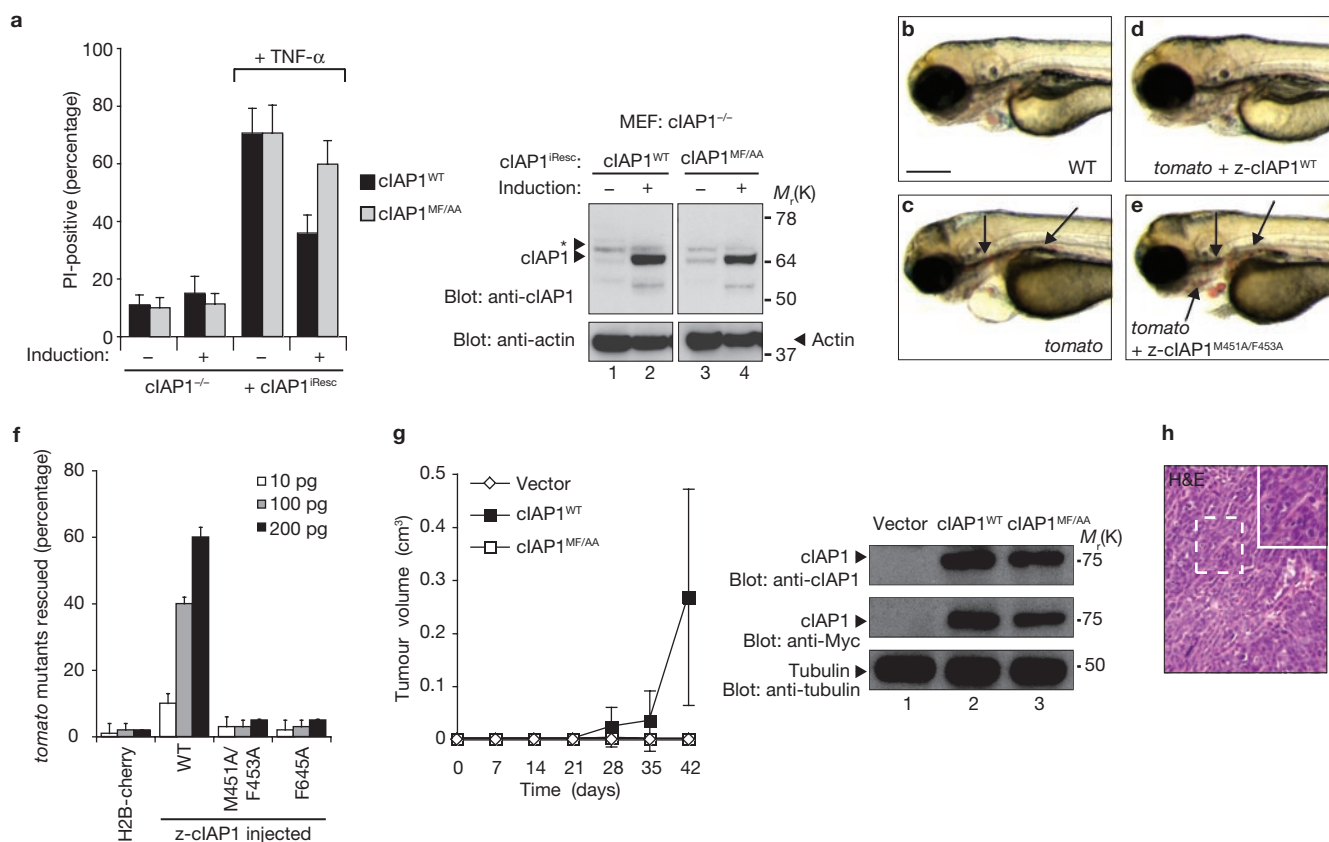 a
100
80
60
40
20
0
PI-positive (percentage)
+ TNF-α
cIAP1WT
cIAP1MF/AA
Induction: – + – +
cIAP1–/– + cIAP1iResc
MEF: cIAP1–/–
cIAP1iResc: cIAP1WT cIAP1MF/AA
Induction: – + – + Mr(K)
*
cIAP1
Blot: anti-cIAP1
78
64
50
Blot: anti-actin
Actin
37
1 2 3 4
b
WT
d
tomato + z-cIAP1WT
c
tomato
e
tomato
+ z-cIAP1M451A/F453A
f
80
60
40
20
0
tomato mutants rescued (percentage)
10 pg
100 pg
200 pg
H2B-cherry
WT
M451A/
F453A
F645A
z-cIAP1 injected
g
0.5
0.4
0.3
0.2
0.1
0
Tumour volume (cm3)
Vector
cIAP1WT
cIAP1MF/AA
0 7 14 21 28 35 42
Time (days)
Vector cIAP1WT cIAP1MF/AA
Mr(K)
cIAP1
Blot: anti-cIAP1
75
cIAP1
Blot: anti-Myc
75
Tubulin
Blot: anti-tubulin
50
1 2 3
h
H&E